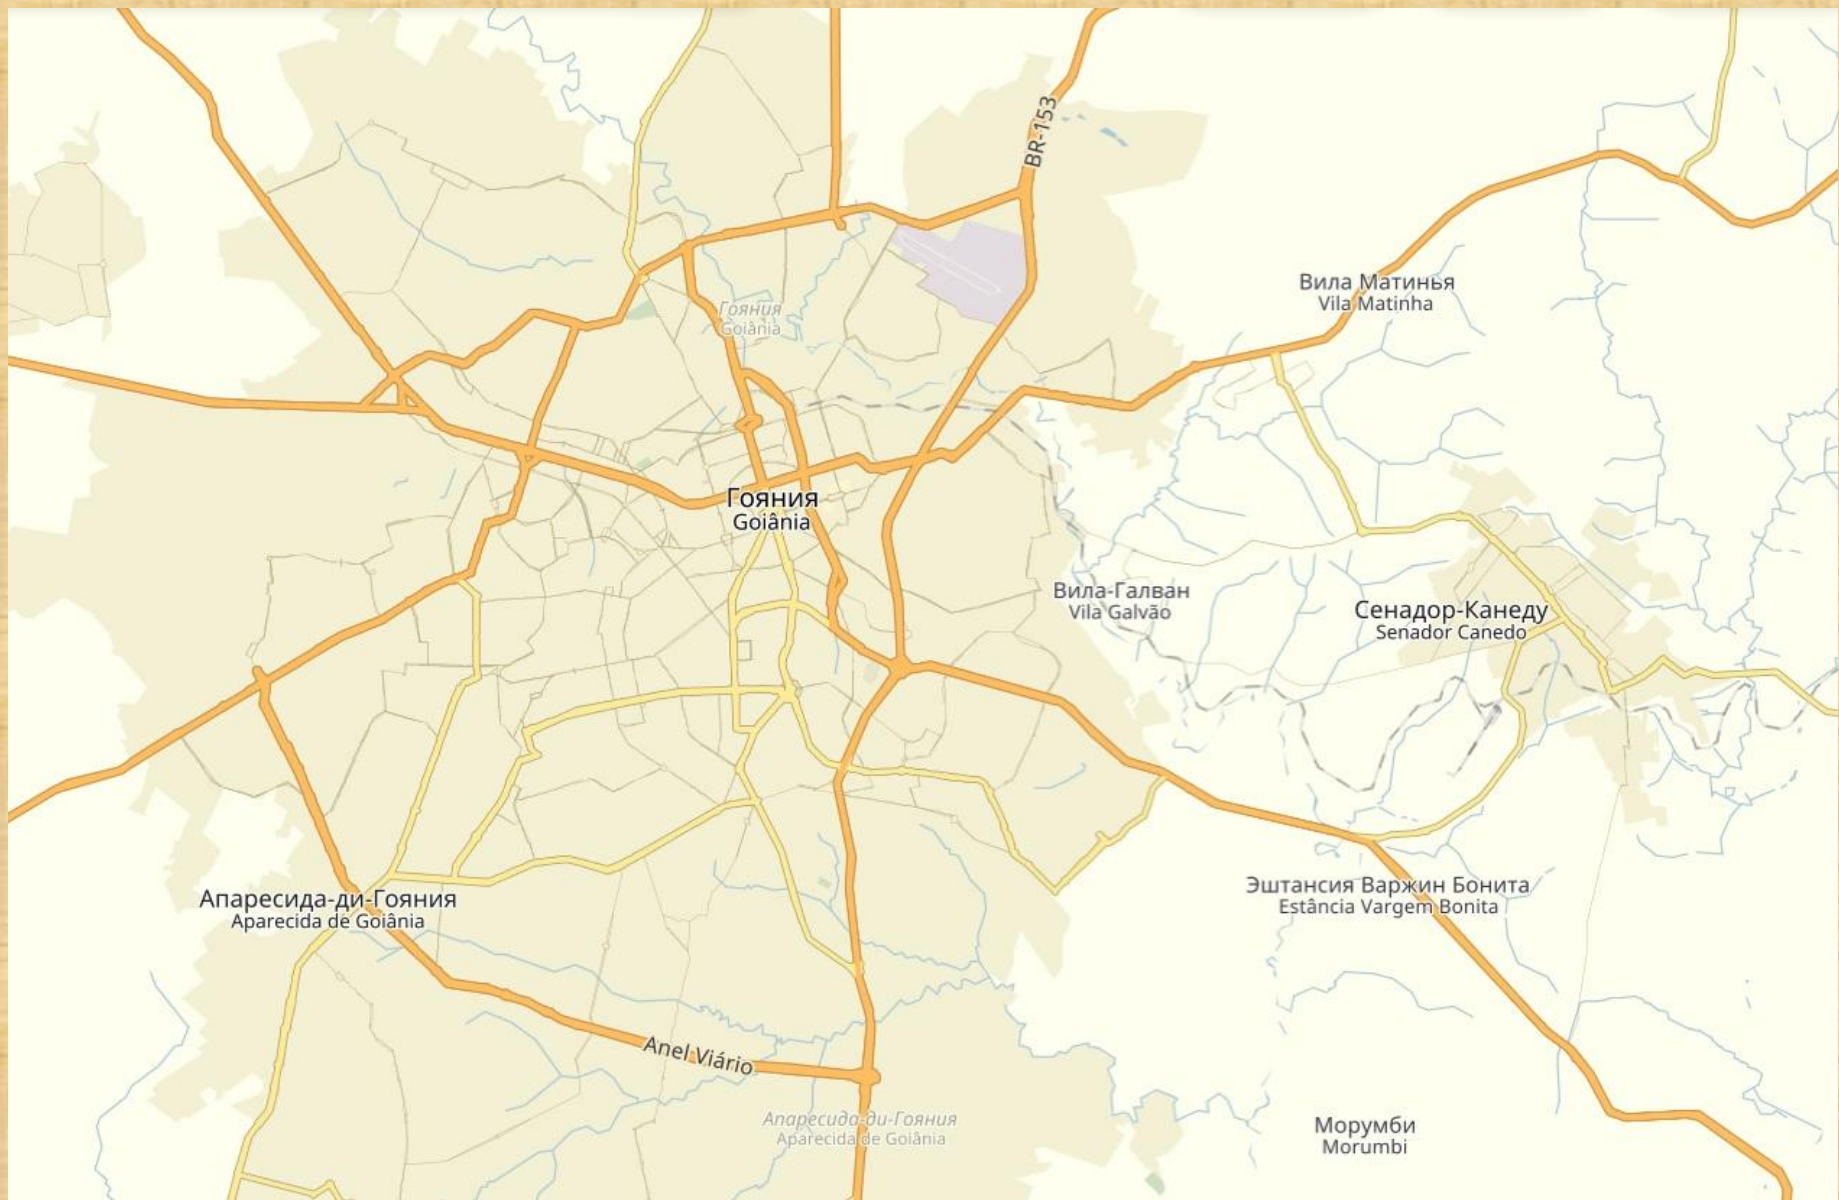 BR-153
Вила Матинья
Vila Matinha
Гояния
Goiânia
Гояния
Goiânia
Вила-Галван
Vila Galvão
Сенадор-Канеду
Senador Canedo
Эштансия Варжин Бонита
Estância Vargem Bonita
Апаресида-ди-Гояния
Aparecida de Goiânia
Anel Viário
Апаресида-ди-Гояния
Aparecida de Goiânia
Морумби
Morumbi